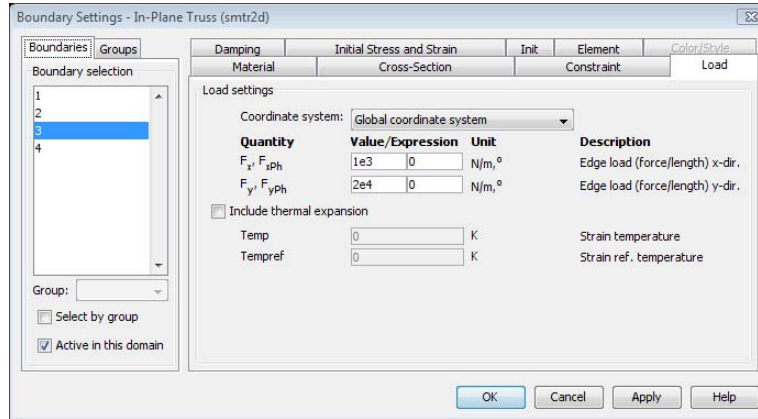 Boundary Settings - In-Plane Truss (smtr2d)
Boundaries Groups
Boundary selection
1
2
3
4
Group:
Select by group
Active in this domain
Damping Initial Stress and Strain Init Element Color/Style
Material Cross-Section Constraint Load
Load settings
Coordinate system: Global coordinate system
Quantity Value/Expression Unit Description
Fx, FxPh 1e3 0 N/m,° Edge load (force/length) x-dir.
Fy, FyPh 2e4 0 N/m,° Edge load (force/length) y-dir.
Include thermal expansion
Temp 0 K Strain temperature
Tempref 0 K Strain ref. temperature
OK Cancel Apply Help